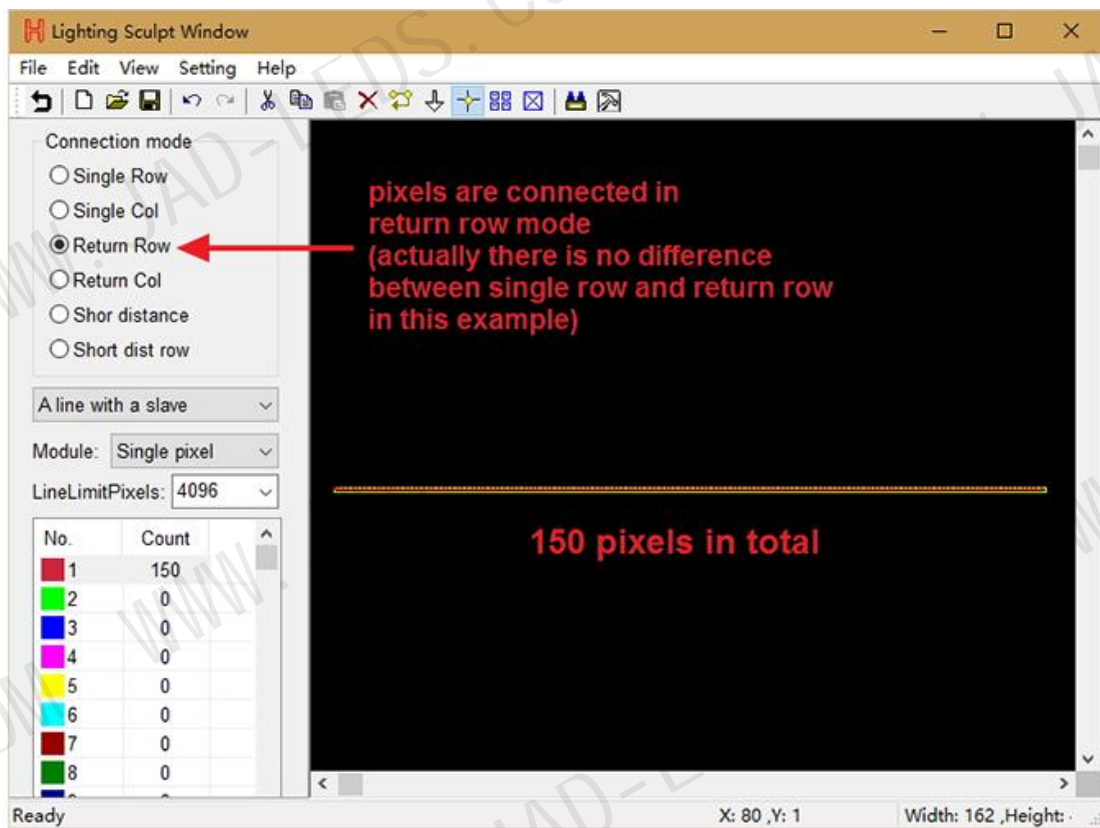 Lighting Sculpt Window
File Edit View Setting Help
Connection mode
Single Row
Single Col
Return Row
Return Col
Shor distance
Short dist row
A line with a slave
Module: Single pixel
LineLimitPixels: 4096
No. Count
1 150
2 0
3 0
4 0
5 0
6 0
7 0
8 0
pixels are connected in
return row mode
(actually there is no difference
between single row and return row
in this example)
150 pixels in total
Ready X: 80 ,Y: 1 Width: 162 ,Height:
WWW.JAD-LEDS.COM